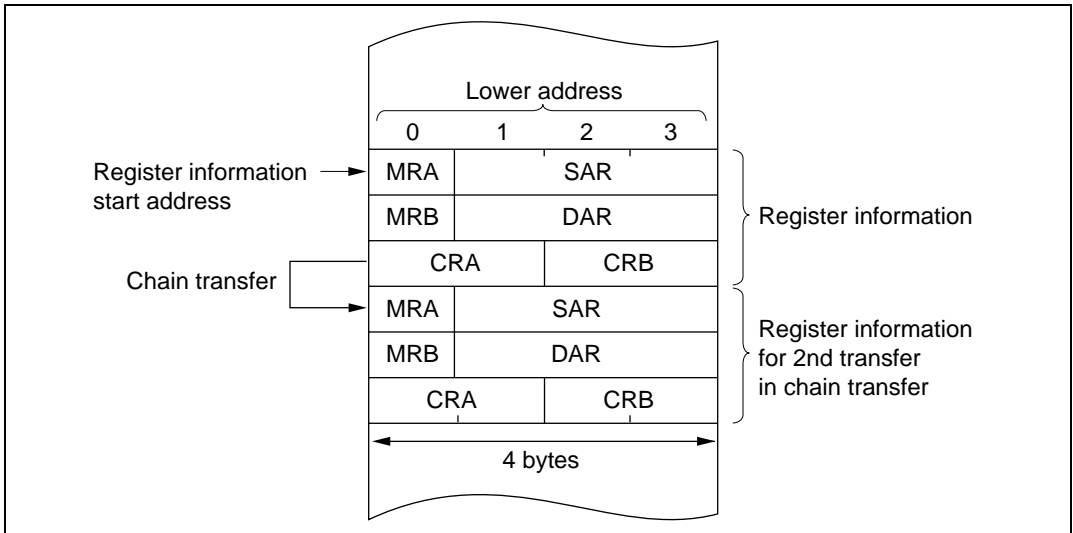 Lower address
0 1 2 3
Register information
start address
MRA SAR
MRB DAR
Register information
CRA CRB
Chain transfer
MRA SAR
MRB DAR
CRA CRB
Register information
for 2nd transfer
in chain transfer
4 bytes